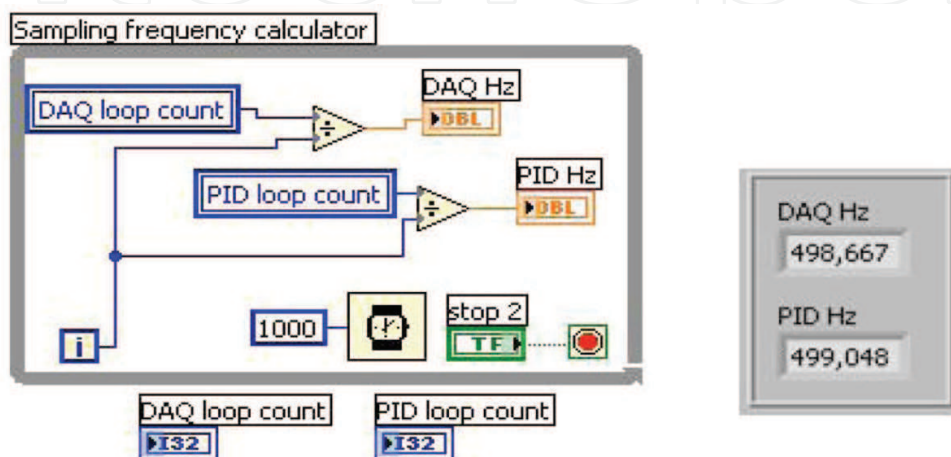 Sampling frequency calculator
DAQ loop count
÷
DAQ Hz
DBL
PID loop count
÷
PID Hz
DBL
i
1000
stop 2
TF
DAQ loop count
I32
PID loop count
I32
DAQ Hz
498,667
PID Hz
499,048